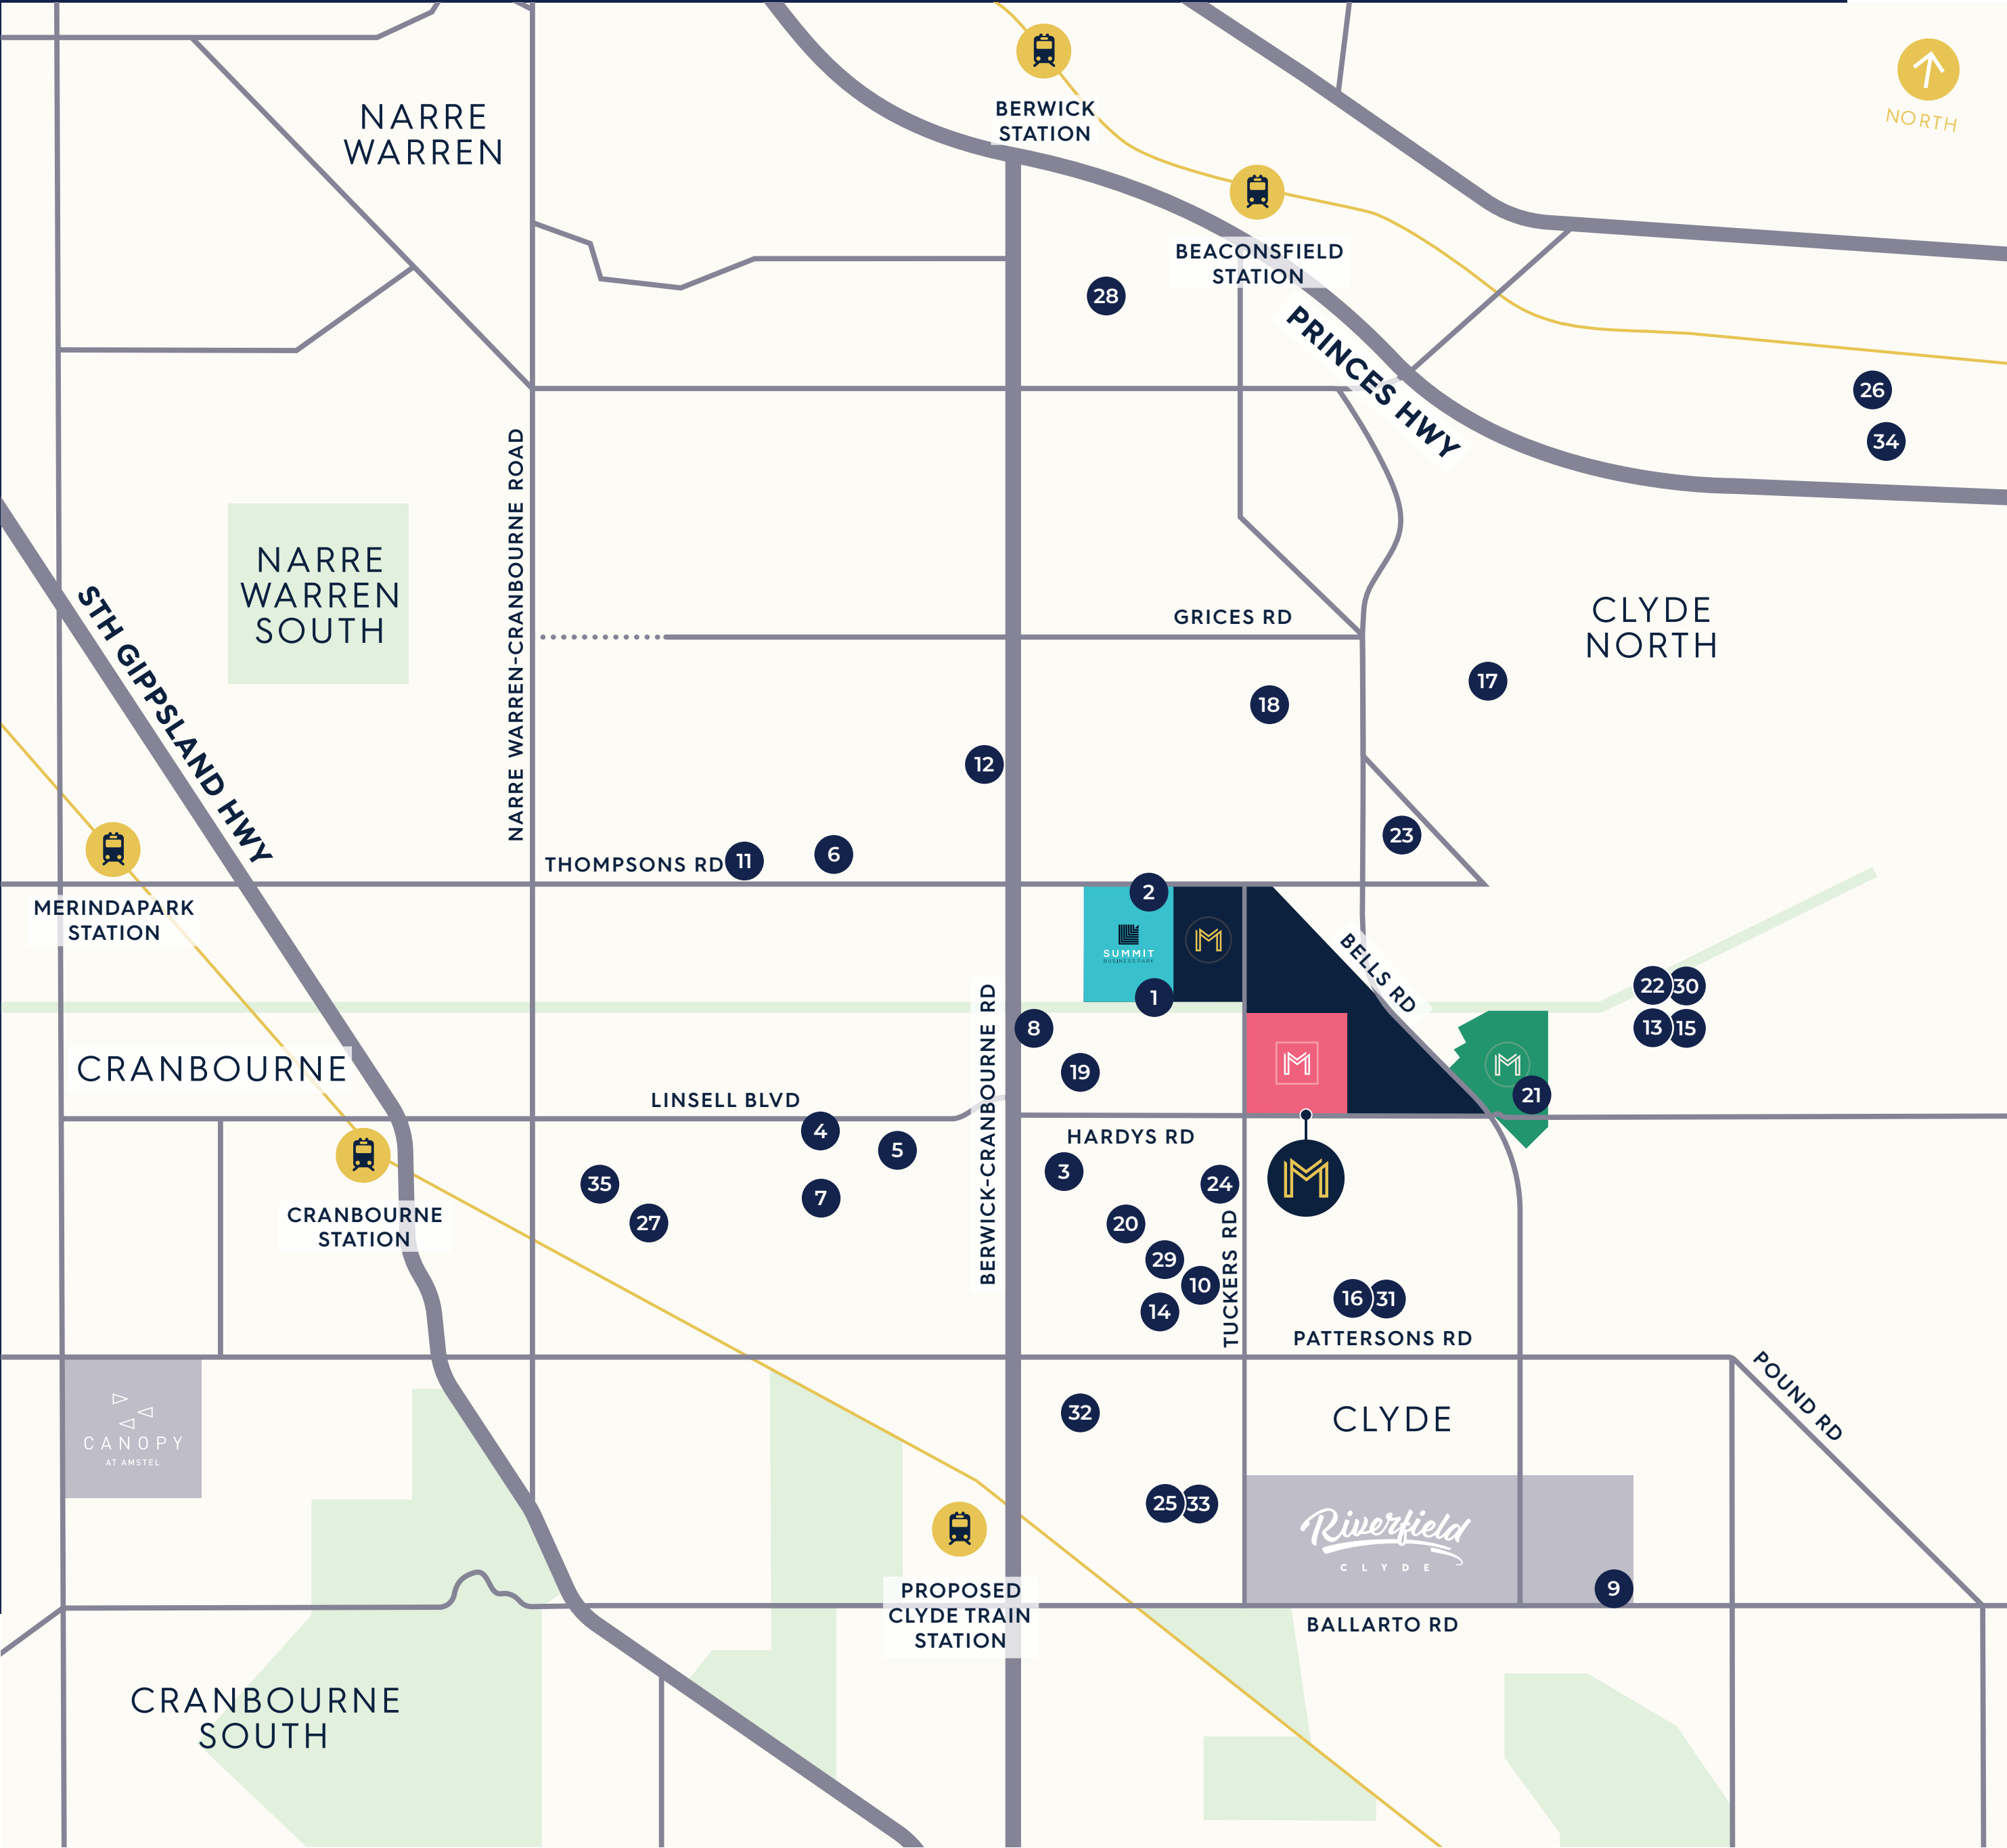 BERWICK
STATION
NORTH
NARRE
WARREN
BEACONSFIELD
STATION
28
PRINCES HWY
26
34
NARRE WARREN-CRANBOURNE ROAD
NARRE
WARREN
SOUTH
STH GIPPSLAND HWY
GRICES RD
CLYDE
NORTH
17
18
12
23
THOMPSONS RD
11
6
MERINDAPARK
STATION
2
SUMMIT
BUSINESS PARK
M
BELLS RD
1
22
30
13
15
BERWICK-CRANBOURNE RD
8
19
M
M
21
CRANBOURNE
LINSELL BLVD
4
5
HARDYS RD
3
24
M
35
27
7
CRANBOURNE
STATION
20
29
10
14
TUCKERS RD
16
31
PATTERSONS RD
POUND RD
CANOPY
AT AMSTEL
32
CLYDE
25
33
Riverfield
CLYDE
9
PROPOSED
CLYDE TRAIN
STATION
BALLARTO RD
CRANBOURNE
SOUTH